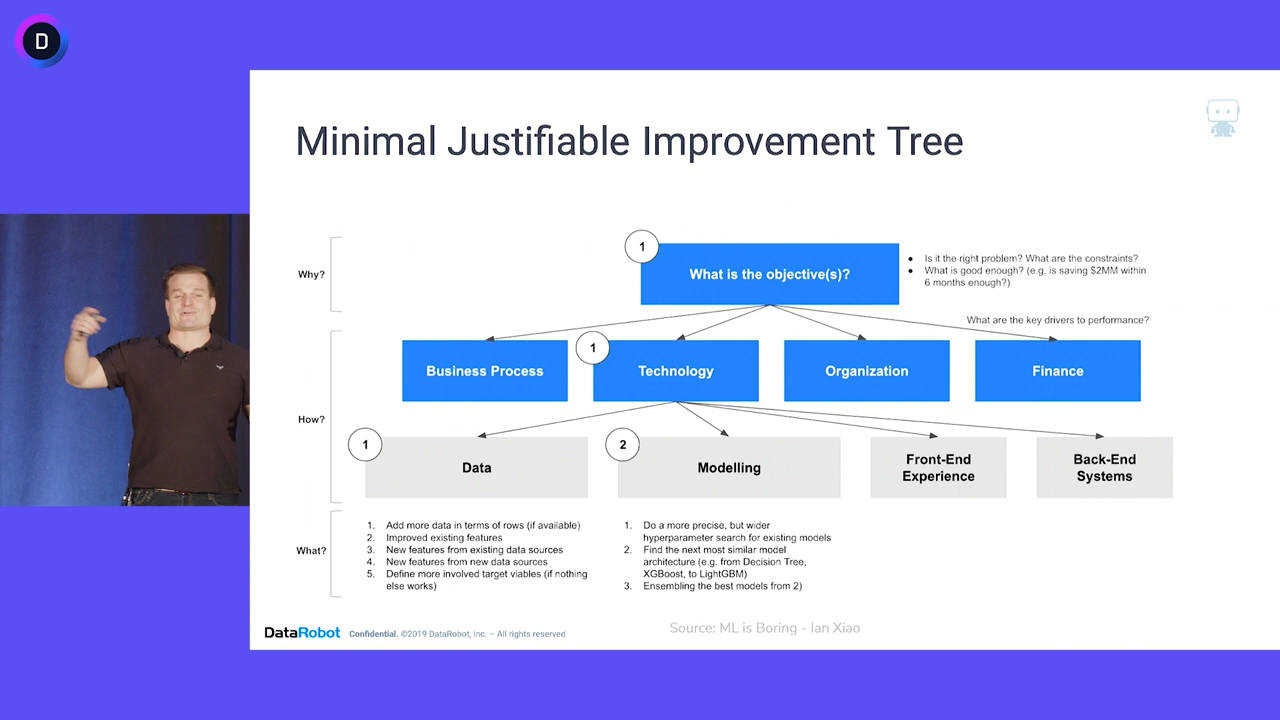 D
Minimal Justifiable Improvement Tree
Why?
1
What is the objective(s)?
• Is it the right problem? What are the constraints?
• What is good enough? (e.g. is saving $2MM within
6 months enough?)
What are the key drivers to performance?
How?
Business Process
1
Technology
Organization
Finance
1
Data
2
Modelling
Front-End
Experience
Back-End
Systems
What?
1. Add more data in terms of rows (if available)
2. Improved existing features
3. New features from existing data sources
4. New features from new data sources
5. Define more involved target viables (if nothing
else works)
1. Do a more precise, but wider
hyperparameter search for existing models
2. Find the next most similar model
architecture (e.g. from Decision Tree,
XGBoost, to LightGBM)
3. Ensembling the best models from 2)
DataRobot Confidential. ©2019 DataRobot, inc. – All rights reserved
Source: ML is Boring - Ian Xiao